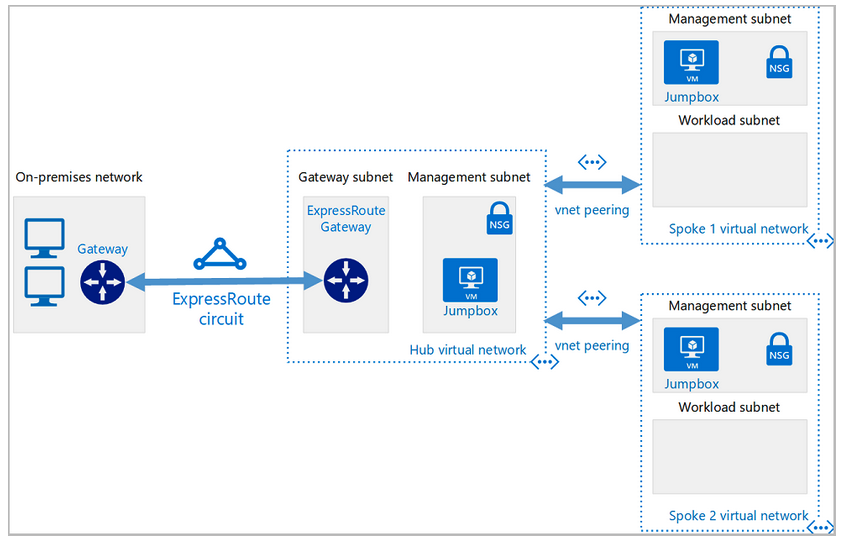 On-premises network
Gateway
ExpressRoute
circuit
Gateway subnet
ExpressRoute
Gateway
Management subnet
NSG
VM
Jumpbox
Hub virtual network
vnet peering
vnet peering
Management subnet
VM
NSG
Jumpbox
Workload subnet
Spoke 1 virtual network
Management subnet
VM
NSG
Jumpbox
Workload subnet
Spoke 2 virtual network